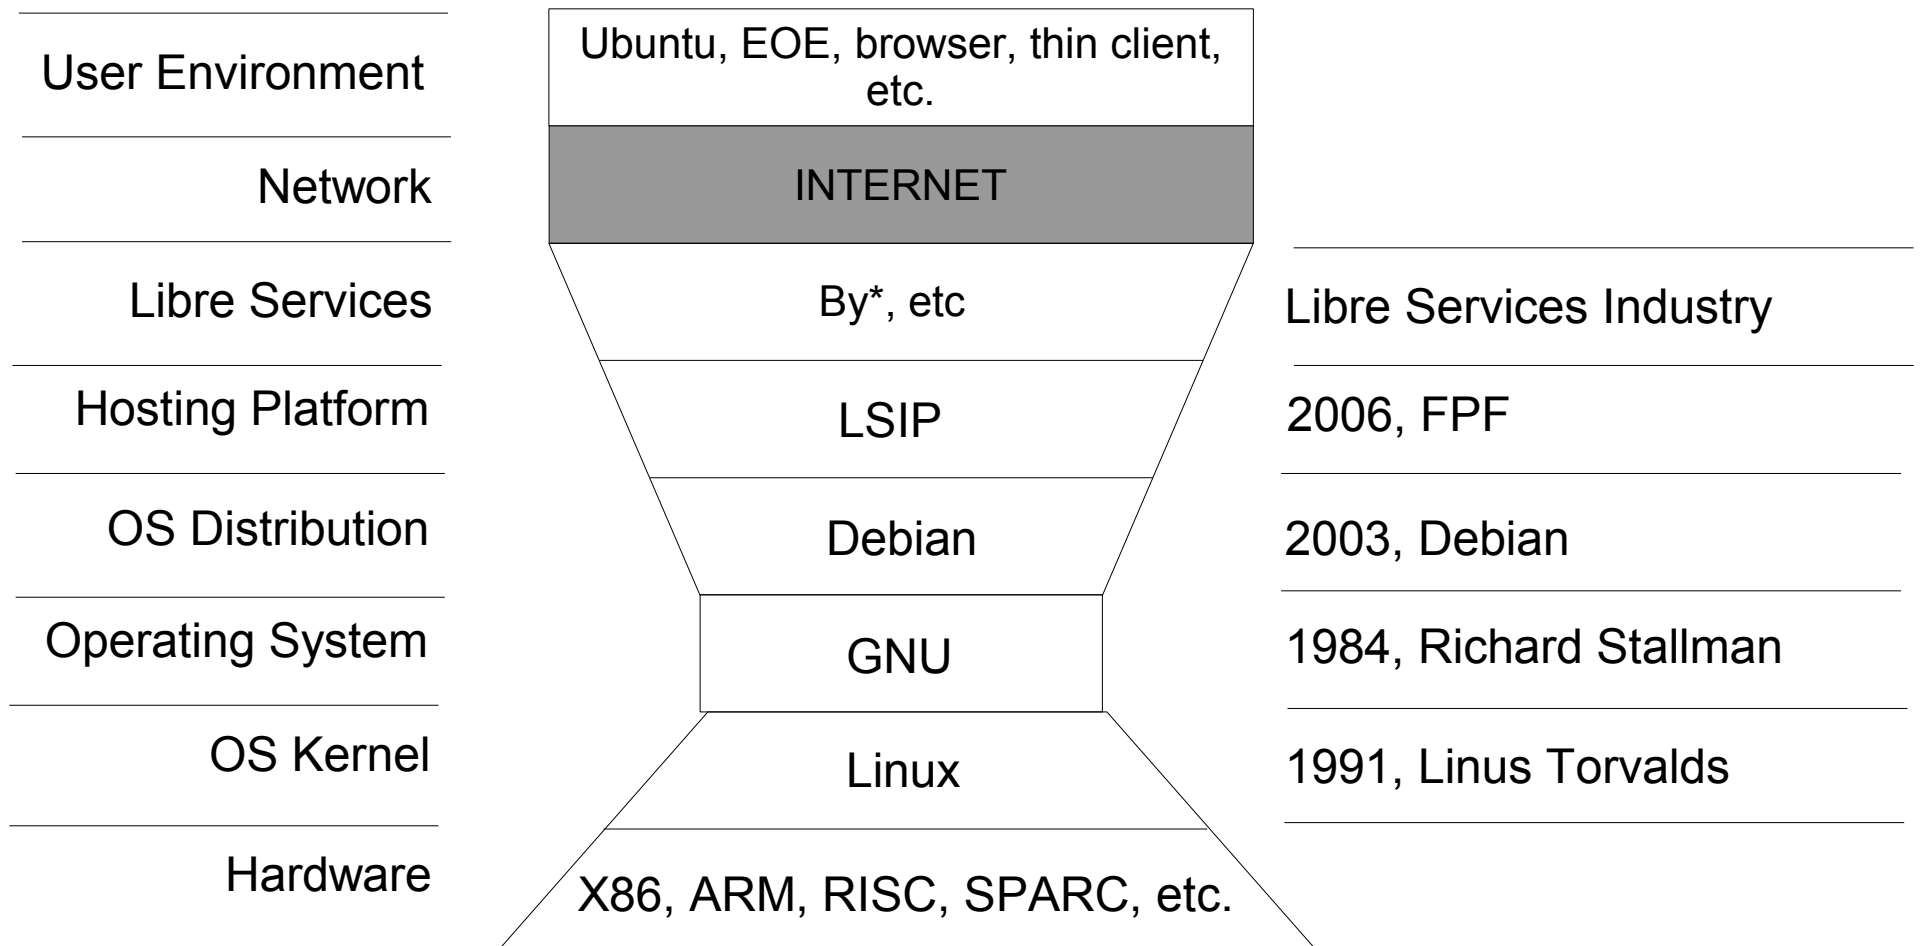 User Environment
Ubuntu, EOE, browser, thin client,
etc.
Network
INTERNET
Libre Services
By*, etc
Libre Services Industry
Hosting Platform
LSIP
2006, FPF
OS Distribution
Debian
2003, Debian
Operating System
GNU
1984, Richard Stallman
OS Kernel
Linux
1991, Linus Torvalds
Hardware
X86, ARM, RISC, SPARC, etc.